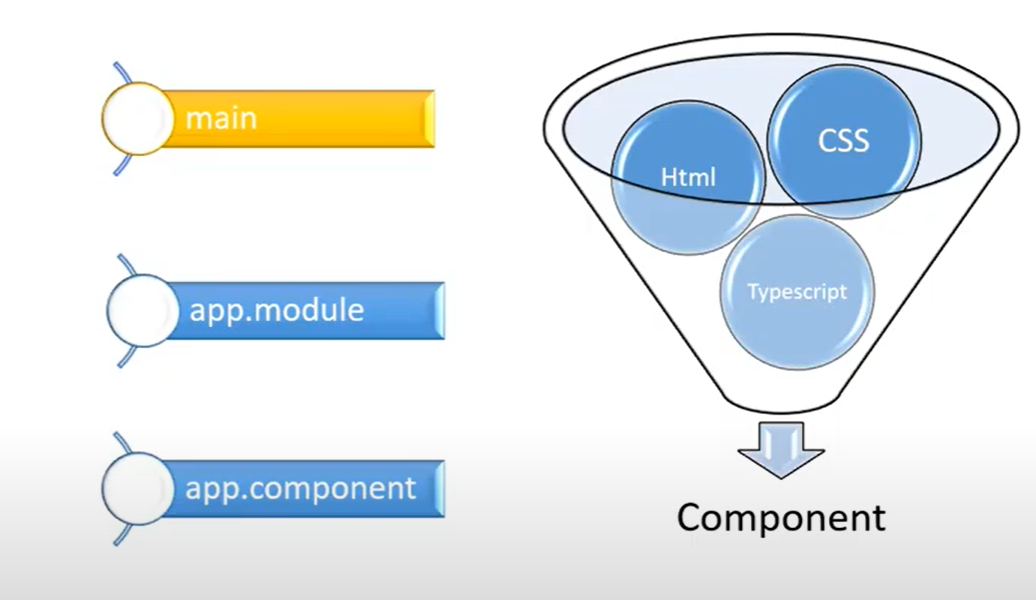 main
app.module
app.component
Html
CSS
Typescript
Component